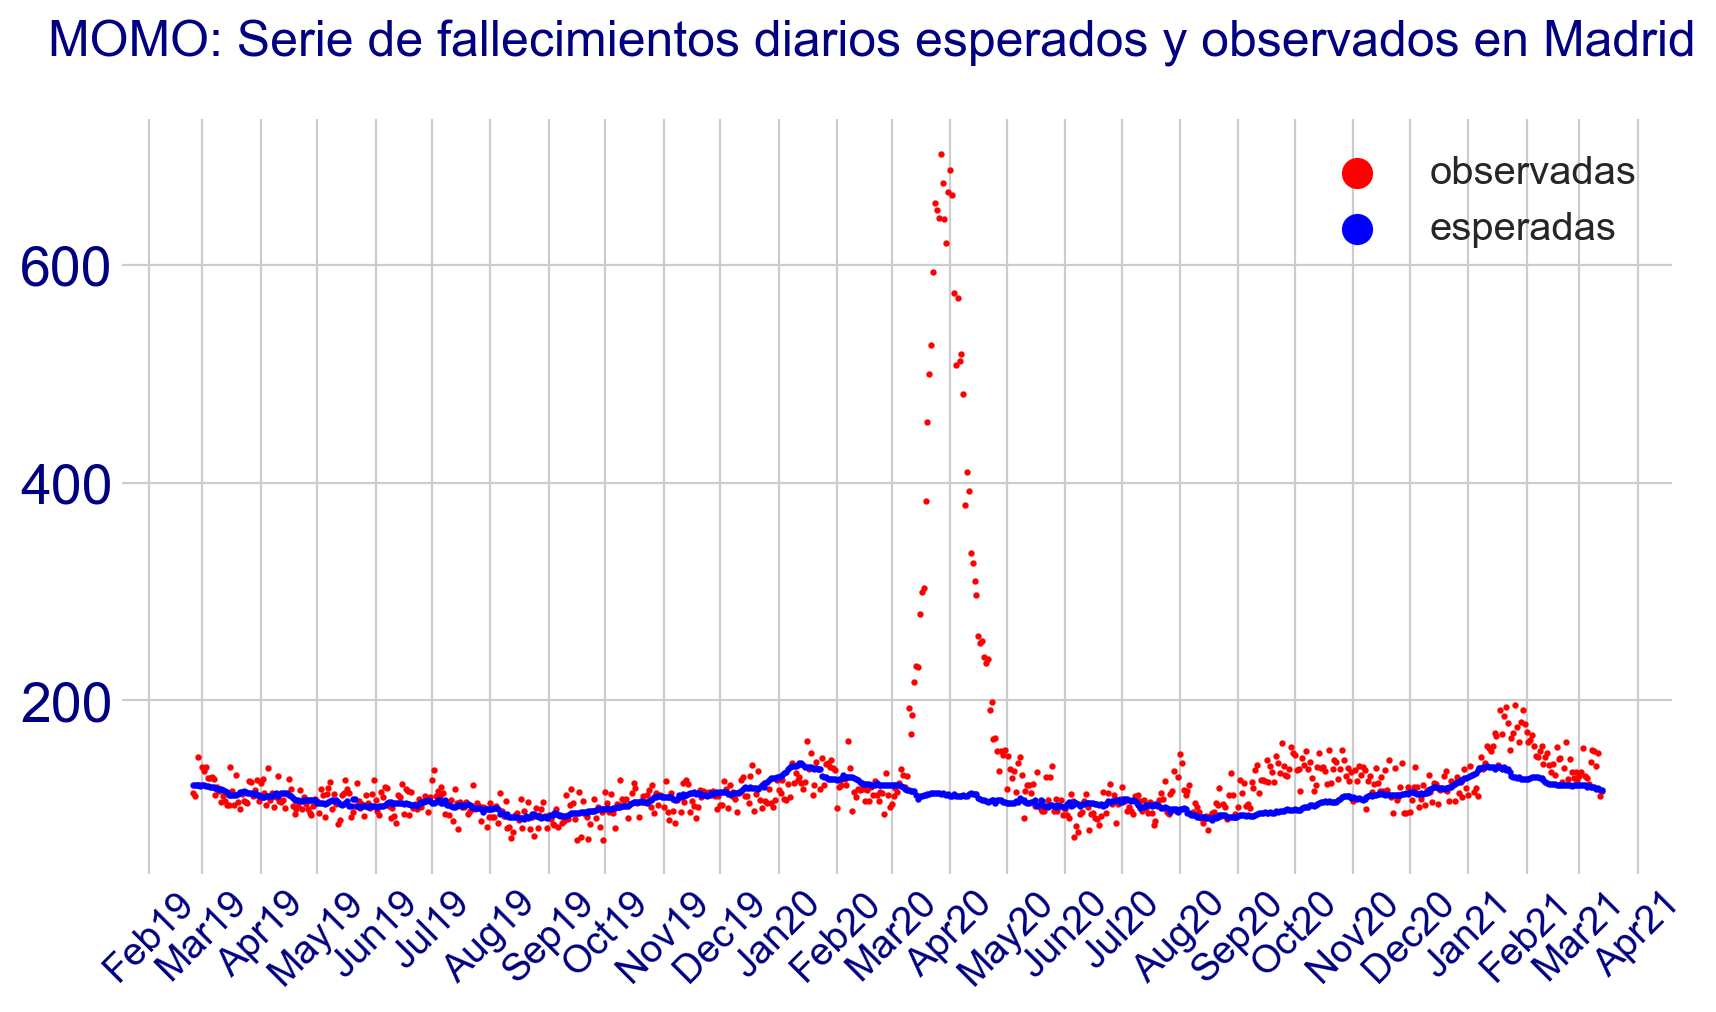 MOMO: Serie de fallecimientos diarios esperados y observados en Madrid
observadas
esperadas
600
400
200
Feb19
Mar19
Apr19
May19
Jun19
Jul19
Aug19
Sep19
Oct19
Nov19
Dec19
Jan20
Feb20
Mar20
Apr20
May20
Jun20
Jul20
Aug20
Sep20
Oct20
Nov20
Dec20
Jan21
Feb21
Mar21
Apr21